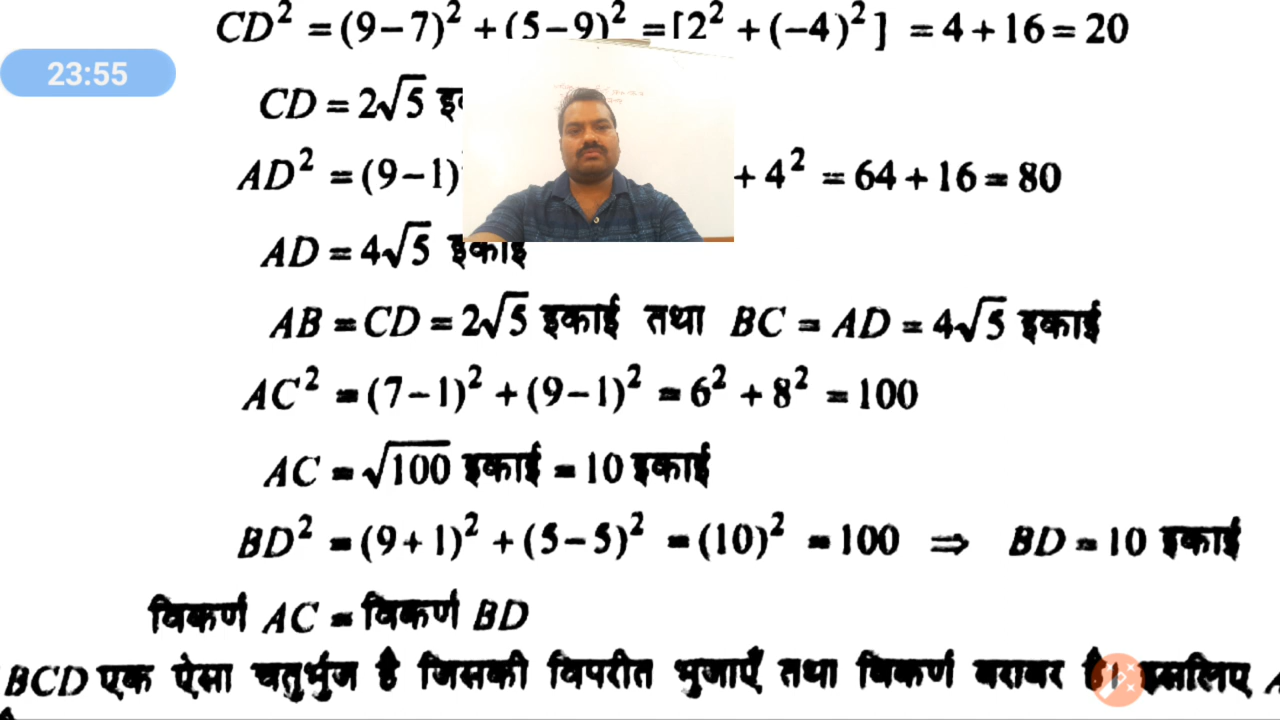 CD² = (9−7)² + (5−9)² = [2² + (−4)²] = 4 + 16 = 20
23:55
CD = 2√5
AD² = (9−1) + 4² = 64 + 16 = 80
AD = 4√5 इकाई
AB = CD = 2√5 इकाई तथा BC = AD = 4√5 इकाई
AC² = (7−1)² + (9−1)² = 6² + 8² = 100
AC = √100 इकाई = 10 इकाई
BD² = (9+1)² + (5−5)² = (10)² = 100 ⇒ BD = 10 इकाई
विकर्ण AC = विकर्ण BD
BCD एक ऐसा चतुर्भुज है जिसकी विपरीत भुजाएँ तथा विकर्ण बराबर है। इसलिए